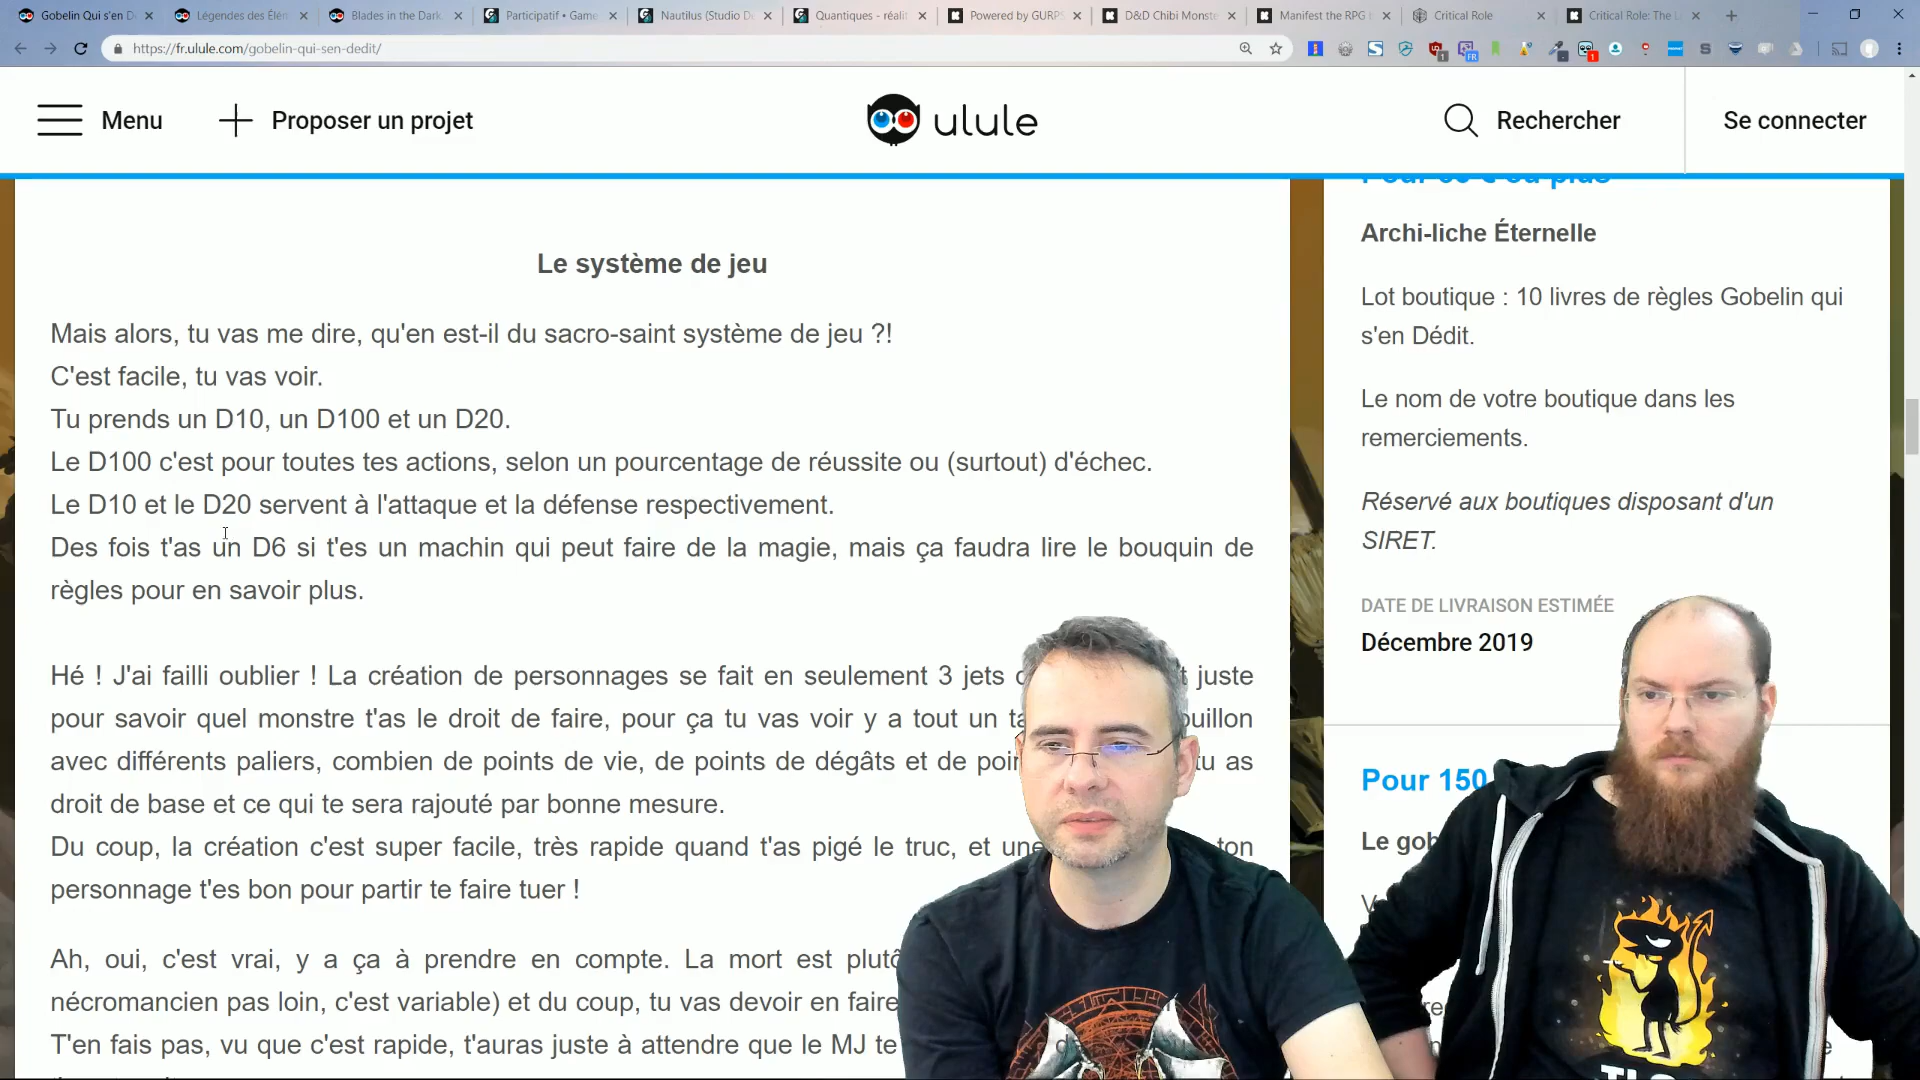 Gobelin Qui s'en D
Légendes des Élén
Blades in the Dark
Participatif • Game
Nautilus (Studio D
Quantiques - réali
Powered by GURPS
D&D Chibi Monste
Manifest the RPG
Critical Role
Critical Role: The L
https://fr.ulule.com/gobelin-qui-sen-dedit/
Menu
Proposer un projet
ulule
Rechercher
Se connecter
Le système de jeu
Mais alors, tu vas me dire, qu'en est-il du sacro-saint système de jeu ?!
C'est facile, tu vas voir.
Tu prends un D10, un D100 et un D20.
Le D100 c'est pour toutes tes actions, selon un pourcentage de réussite ou (surtout) d'échec.
Le D10 et le D20 servent à l'attaque et la défense respectivement.
Des fois t'as un D6 si t'es un machin qui peut faire de la magie, mais ça faudra lire le bouquin de
règles pour en savoir plus.
Hé ! J'ai failli oublier ! La création de personnages se fait en seulement 3 jets juste
pour savoir quel monstre t'as le droit de faire, pour ça tu vas voir y a tout un ouillon
avec différents paliers, combien de points de vie, de points de dégâts et de poi tu as
droit de base et ce qui te sera rajouté par bonne mesure.
Du coup, la création c'est super facile, très rapide quand t'as pigé le truc, et une ton
personnage t'es bon pour partir te faire tuer !
Ah, oui, c'est vrai, y a ça à prendre en compte. La mort est plutô
nécromancien pas loin, c'est variable) et du coup, tu vas devoir en faire
T'en fais pas, vu que c'est rapide, t'auras juste à attendre que le MJ te
Archi-liche Éternelle
Lot boutique : 10 livres de règles Gobelin qui
s'en Dédit.
Le nom de votre boutique dans les
remerciements.
Réservé aux boutiques disposant d'un
SIRET.
DATE DE LIVRAISON ESTIMÉE
Décembre 2019
Pour 150
Le gob